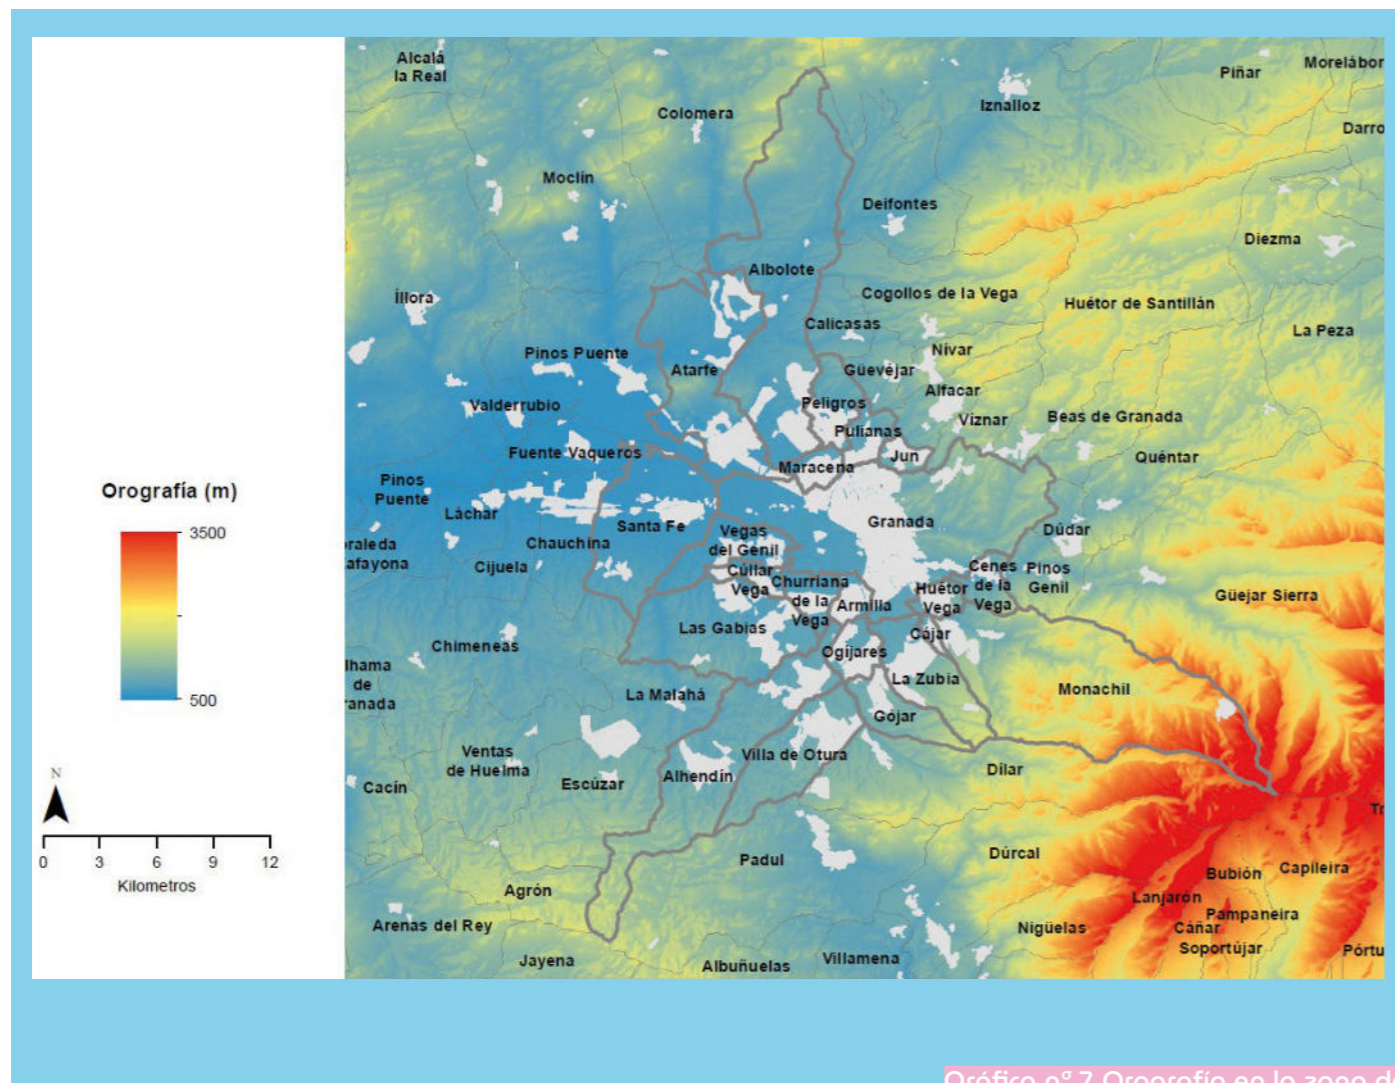 Alcalá
la Real
Colomera
Moclín
Iznalloz
Píñar
Darro
Deifontes
Diezma
Albolote
Íllora
Cogollos de la Vega
Huétor de Santillán
Calicasas
La Peza
Pinos Puente
Nívar
Atarfe
Güevéjar
Alfacar
Valderrubio
Peligros
Víznar
Beas de Granada
Pulianas
Fuente Vaqueros
Jun
Quéntar
Maracena
Pinos
Puente
Láchar
Santa Fe
Granada
Vegas
del Genil
Dúdar
Chauchina
Cijuela
Cúllar
Vega
Churriana
de la
Vega
Armilla
Huétor
Vega
Cenes
de la
Vega
Pinos
Genil
Güejar Sierra
Las Gabias
Cájar
Chimeneas
Ogíjares
La Zubia
Monachil
La Malahá
Gójar
Ventas
de Huelma
Villa de Otura
Dílar
Cacín
Escúzar
Alhendín
Padul
Dúrcal
Bubión
Capileira
Agrón
Lanjarón
Pampaneira
Arenas del Rey
Nigüelas
Cáñar
Soportújar
Jayena
Albuñuelas
Villamena
Orografía (m)
3500
500
N
0 3 6 9 12
Kilometros